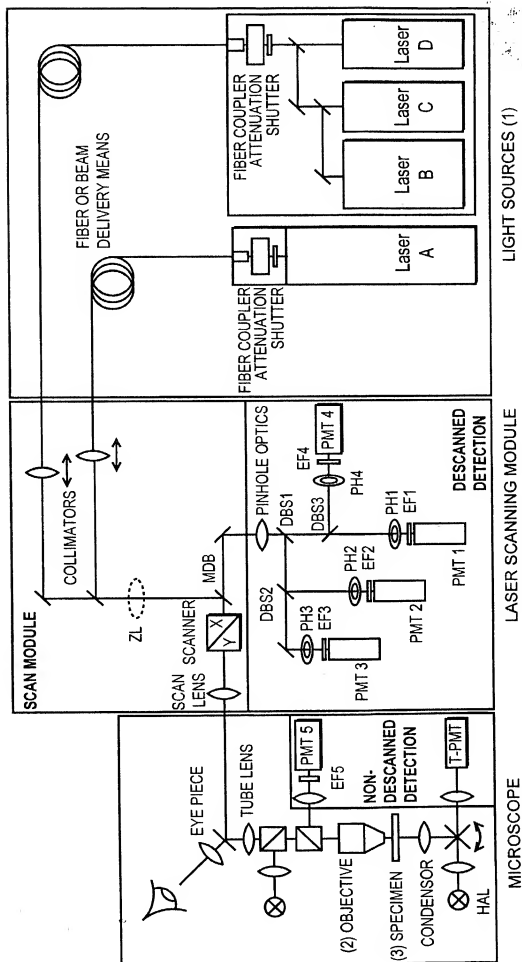 LIGHT SOURCES (1)
FIBER COUPLER
ATTENUATION
SHUTTER
Laser
D
Laser
C
Laser
B
FIBER OR BEAM
DELIVERY MEANS
FIBER COUPLER
ATTENUATION
SHUTTER
Laser
A
LASER SCANNING MODULE
SCAN MODULE
COLLIMATORS
ZL
MDB
SCANNER
X
Y
SCAN
LENS
PINHOLE OPTICS
DBS1
DBS2
DBS3
EF4
PMT 4
PH4
DESCANNED
DETECTION
PH1
EF1
PMT 1
PH2
EF2
PMT 2
PH3
EF3
PMT 3
MICROSCOPE
EYE PIECE
TUBE LENS
PMT 5
EF5
NON-
DESCANNED
DETECTION
T-PMT
(2) OBJECTIVE
(3) SPECIMEN
CONDENSOR
HAL